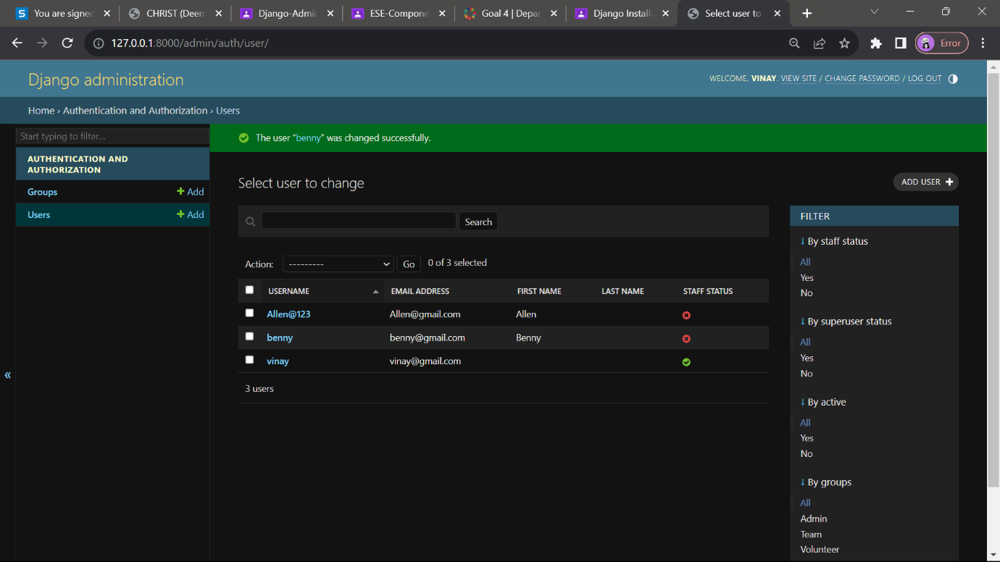 You are signed
CHRIST (Deem
Django-Admin
ESE-Compone
Goal 4 | Depar
Django Install
Select user to
127.0.0.1:8000/admin/auth/user/
Error
Django administration
WELCOME, VINAY. VIEW SITE / CHANGE PASSWORD / LOG OUT
Home › Authentication and Authorization › Users
Start typing to filter...
AUTHENTICATION AND
AUTHORIZATION
Groups + Add
Users + Add
The user “benny” was changed successfully.
Select user to change
ADD USER +
Search
Action: --------- Go 0 of 3 selected
USERNAME EMAIL ADDRESS FIRST NAME LAST NAME STAFF STATUS
Allen@123 Allen@gmail.com Allen
benny benny@gmail.com Benny
vinay vinay@gmail.com
3 users
«
FILTER
↓ By staff status
All
Yes
No
↓ By superuser status
All
Yes
No
↓ By active
All
Yes
No
↓ By groups
All
Admin
Team
Volunteer